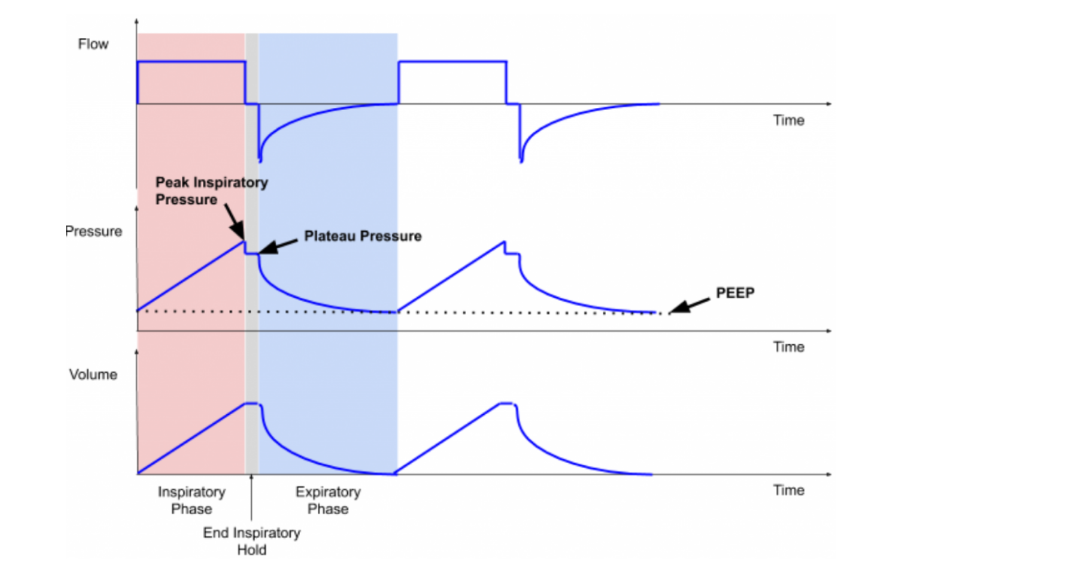 Flow
Time
Peak Inspiratory
Pressure
Pressure
Plateau Pressure
PEEP
Time
Volume
Time
Inspiratory
Phase
Expiratory
Phase
End Inspiratory
Hold